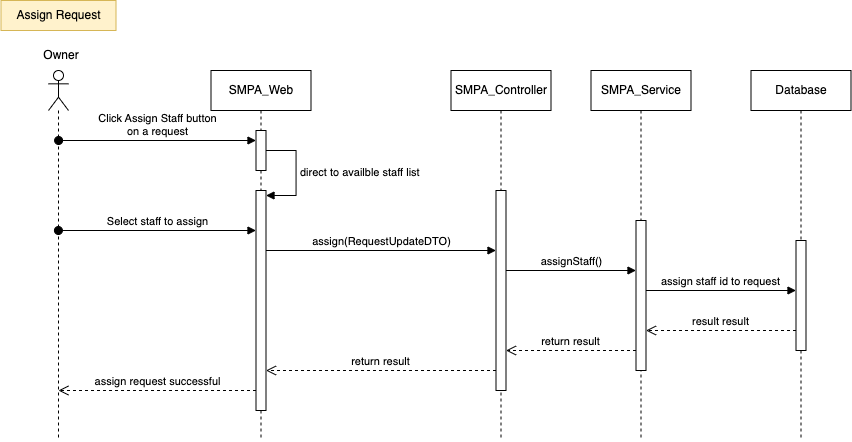 Assign Request
Owner
SMPA_Web
SMPA_Controller
SMPA_Service
Database
Click Assign Staff button
on a request
direct to availble staff list
Select staff to assign
assign(RequestUpdateDTO)
assignStaff()
assign staff id to request
result result
return result
return result
assign request successful